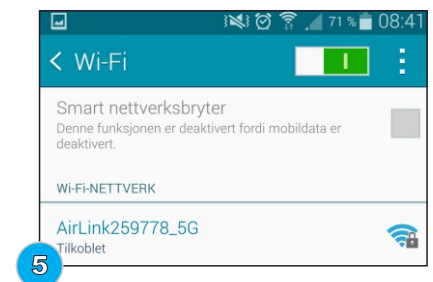 71 % 08:41
Wi-Fi
Smart nettverksbryter
Denne funksjonen er deaktivert fordi mobildata er
deaktivert.
Wi-Fi-NETTVERK
AirLink259778_5G
Tilkoblet
5